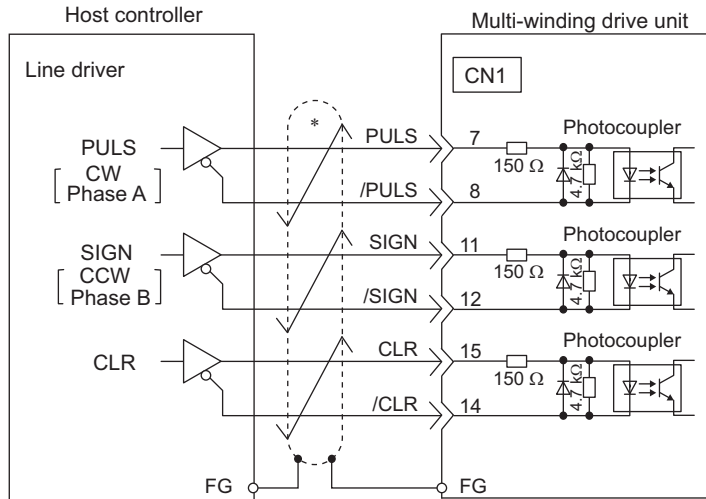 Host controller
Multi-winding drive unit
Line driver
CN1
*
PULS
CW
Phase A
PULS
7
150 Ω
4.7 kΩ
Photocoupler
/PULS
8
SIGN
CCW
Phase B
SIGN
11
150 Ω
4.7 kΩ
Photocoupler
/SIGN
12
CLR
CLR
15
150 Ω
4.7 kΩ
Photocoupler
/CLR
14
FG
FG